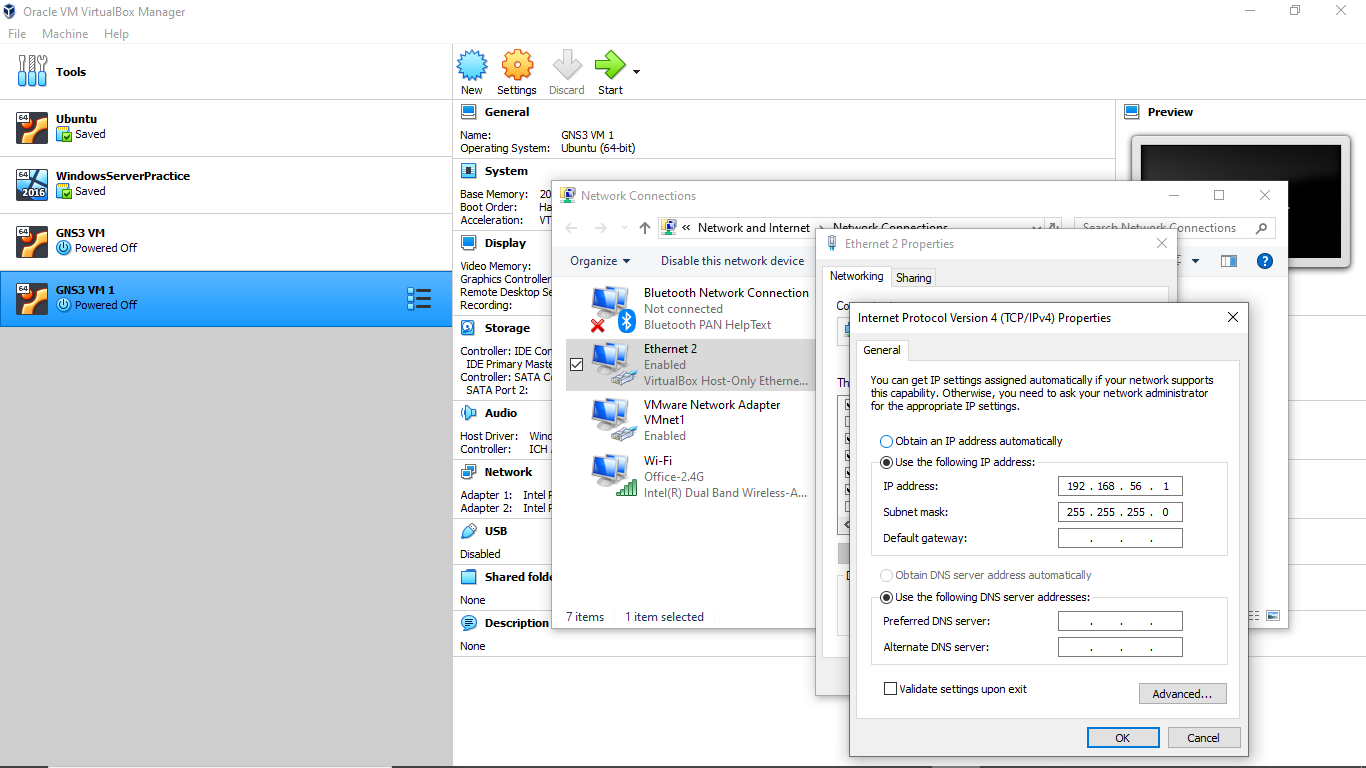 Oracle VM VirtualBox Manager
File Machine Help
Tools
New Settings Discard Start
64
Ubuntu
Saved
64
2016
WindowsServerPractice
Saved
64
GNS3 VM
Powered Off
64
GNS3 VM 1
Powered Off
General
Name: GNS3 VM 1
Operating System: Ubuntu (64-bit)
Preview
System
Base Memory: 20
Boot Order: Ha
Acceleration: VT
Display
Video Memory:
Graphics Controller
Remote Desktop Se
Recording:
Storage
Controller: IDE Con
IDE Primary Maste
Controller: SATA Co
SATA Port 2:
Audio
Host Driver: Wind
Controller: ICH
Network
Adapter 1: Intel P
Adapter 2: Intel P
USB
Disabled
Shared folde
None
Description
None
Network Connections
« Network and Internet > Network Connections
Search Network Connections
Organize Disable this network device
Bluetooth Network Connection
Not connected
Bluetooth PAN HelpText
Ethernet 2
Enabled
VirtualBox Host-Only Etherne...
VMware Network Adapter
VMnet1
Enabled
Wi-Fi
Office-2.4G
Intel(R) Dual Band Wireless-A...
7 items 1 item selected
Ethernet 2 Properties
Networking Sharing
Co
Th
Internet Protocol Version 4 (TCP/IPv4) Properties
General
You can get IP settings assigned automatically if your network supports
this capability. Otherwise, you need to ask your network administrator
for the appropriate IP settings.
Obtain an IP address automatically
Use the following IP address:
IP address: 192 . 168 . 56 . 1
Subnet mask: 255 . 255 . 255 . 0
Default gateway: . . .
Obtain DNS server address automatically
Use the following DNS server addresses:
Preferred DNS server: . . .
Alternate DNS server: . . .
Validate settings upon exit
Advanced...
OK Cancel